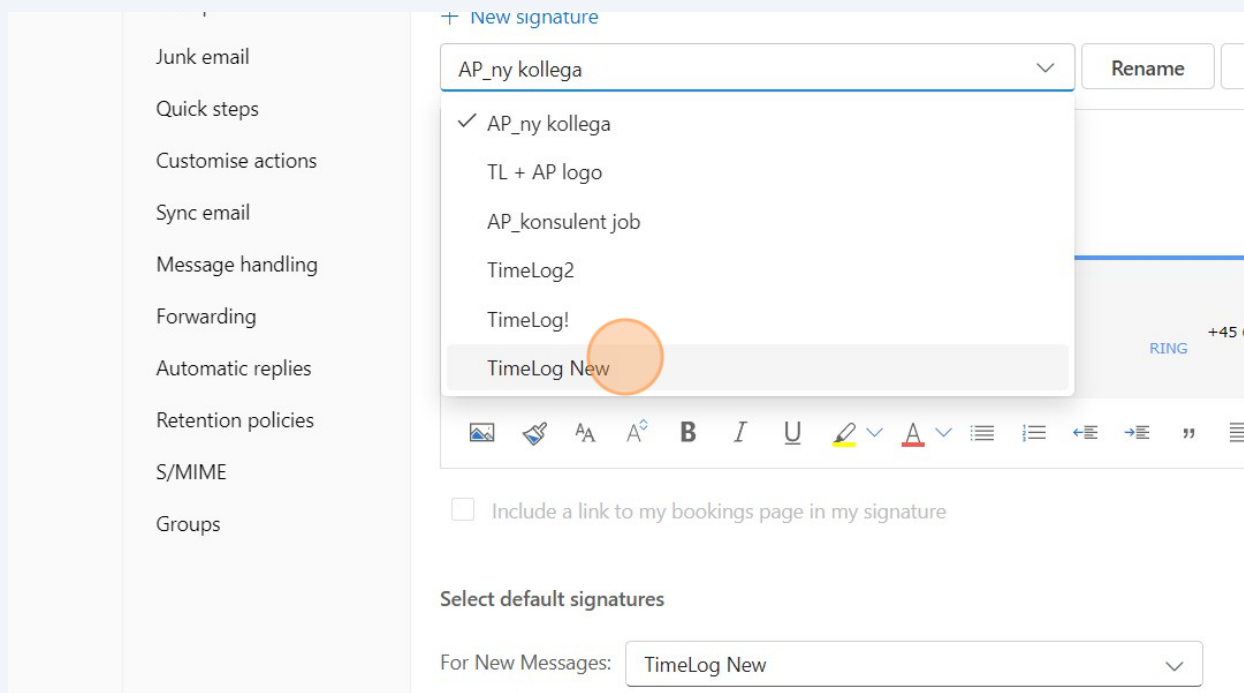 + New signature
Junk email
Quick steps
Customise actions
Sync email
Message handling
Forwarding
Automatic replies
Retention policies
S/MIME
Groups
AP_ny kollega
Rename
AP_ny kollega
TL + AP logo
AP_konsulent job
TimeLog2
TimeLog!
TimeLog New
+45
RING
Include a link to my bookings page in my signature
Select default signatures
For New Messages: TimeLog New